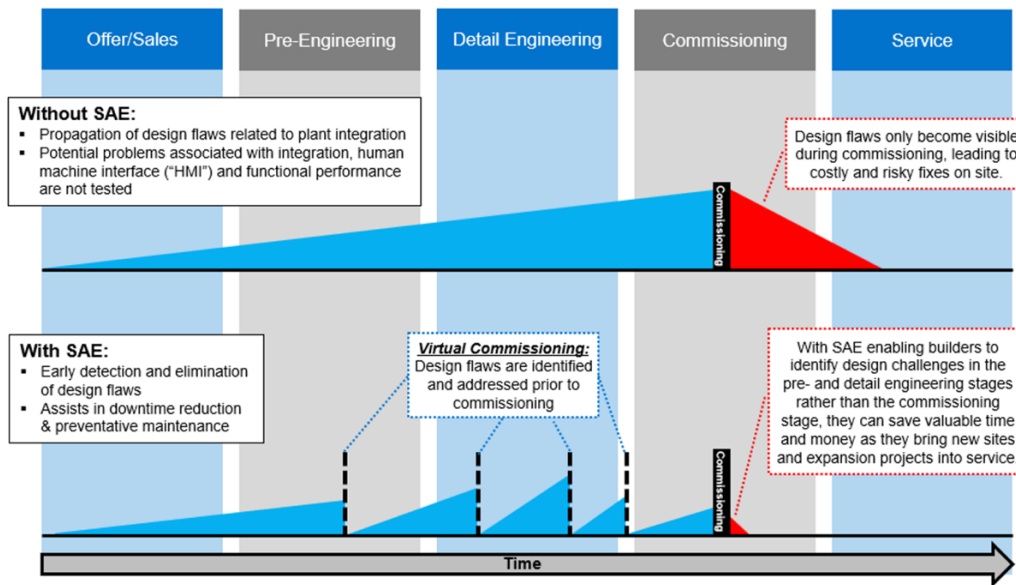 Offer/Sales
Pre-Engineering
Detail Engineering
Commissioning
Service
Without SAE:
▪ Propagation of design flaws related to plant integration
▪ Potential problems associated with integration, human
machine interface (“HMI”) and functional performance
are not tested
Design flaws only become visible
during commissioning, leading to
costly and risky fixes on site.
Commissioning
With SAE:
▪ Early detection and elimination
of design flaws
▪ Assists in downtime reduction
& preventative maintenance
Virtual Commissioning:
Design flaws are identified
and addressed prior to
commissioning
With SAE enabling builders to
identify design challenges in the
pre- and detail engineering stages
rather than the commissioning
stage, they can save valuable time
and money as they bring new sites
and expansion projects into service.
Commissioning
Time